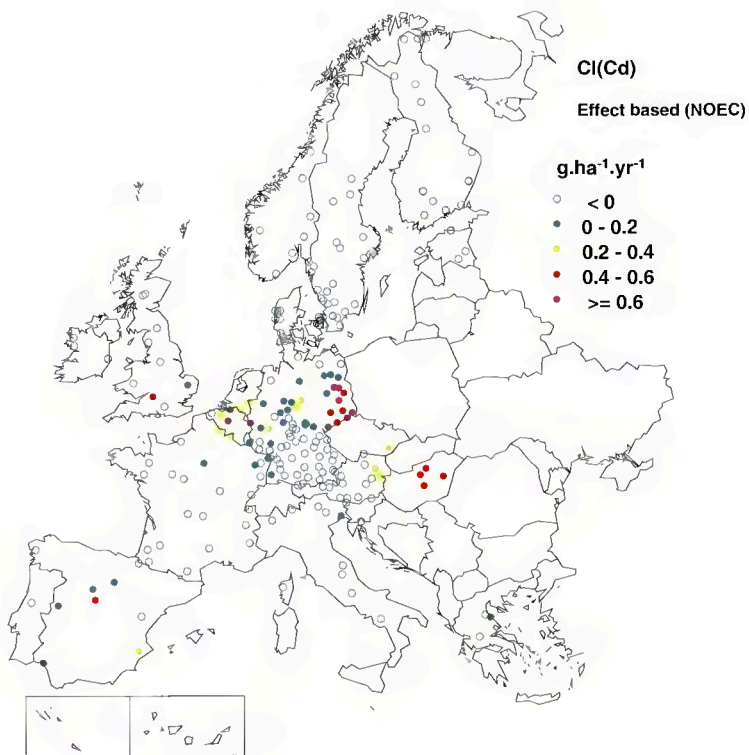 Cl(Cd)
Effect based (NOEC)
g.ha⁻¹.yr⁻¹
< 0
0 - 0.2
0.2 - 0.4
0.4 - 0.6
>= 0.6